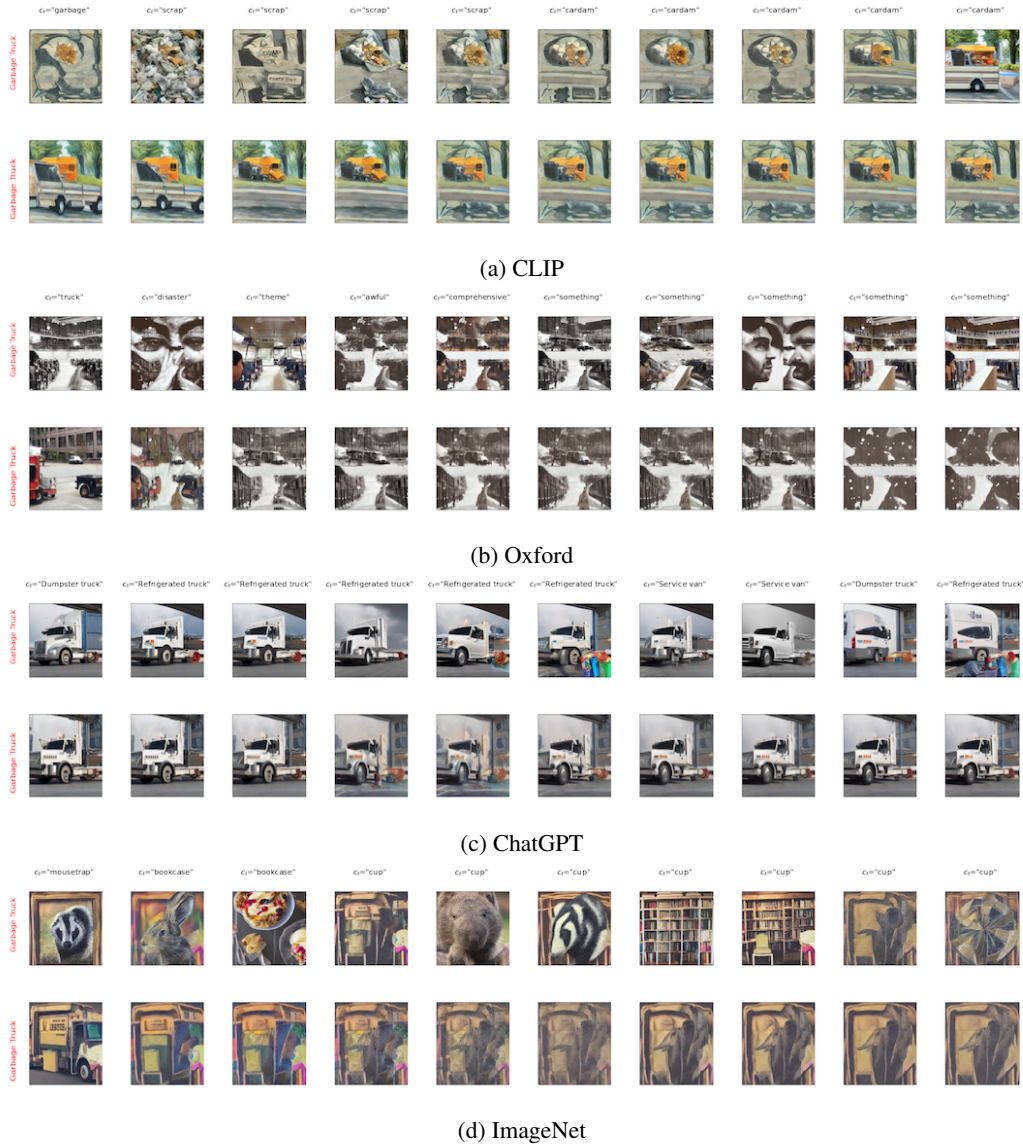 cₜ="garbage" cₜ="scrap" cₜ="scrap" cₜ="scrap" cₜ="scrap" cₜ="cardam" cₜ="cardam" cₜ="cardam" cₜ="cardam" cₜ="cardam"
Garbage Truck
Garbage Truck
(a) CLIP
cₜ="truck" cₜ="disaster" cₜ="theme" cₜ="awful" cₜ="comprehensive" cₜ="something" cₜ="something" cₜ="something" cₜ="something" cₜ="something"
Garbage Truck
Garbage Truck
(b) Oxford
cₜ="Dumpster truck" cₜ="Refrigerated truck" cₜ="Refrigerated truck" cₜ="Refrigerated truck" cₜ="Refrigerated truck" cₜ="Refrigerated truck" cₜ="Service van" cₜ="Service van" cₜ="Dumpster truck" cₜ="Refrigerated truck"
Garbage Truck
Garbage Truck
(c) ChatGPT
cₜ="mousetrap" cₜ="bookcase" cₜ="bookcase" cₜ="cup" cₜ="cup" cₜ="cup" cₜ="cup" cₜ="cup" cₜ="cup" cₜ="cup"
Garbage Truck
Garbage Truck
(d) ImageNet